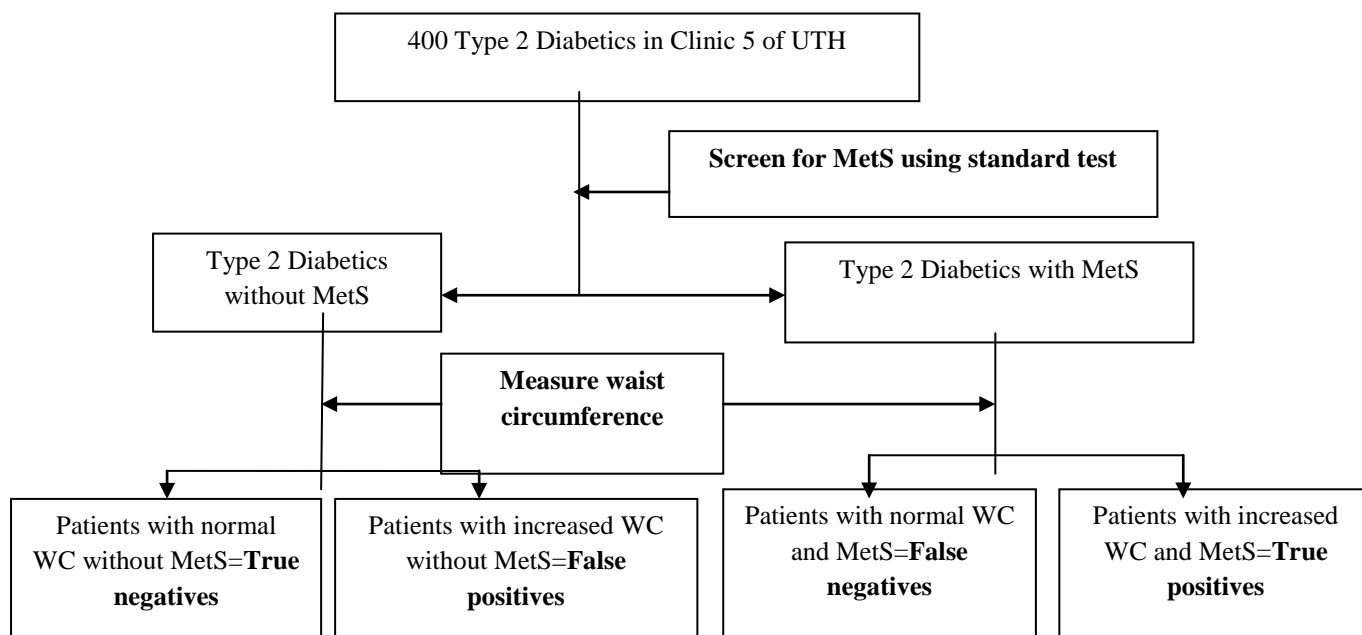 400 Type 2 Diabetics in Clinic 5 of UTH
Screen for MetS using standard test
Type 2 Diabetics
without MetS
Type 2 Diabetics with MetS
Measure waist
circumference
Patients with normal
WC without MetS=True
negatives
Patients with increased WC
without MetS=False
positives
Patients with normal WC
and MetS=False
negatives
Patients with increased
WC and MetS=True
positives